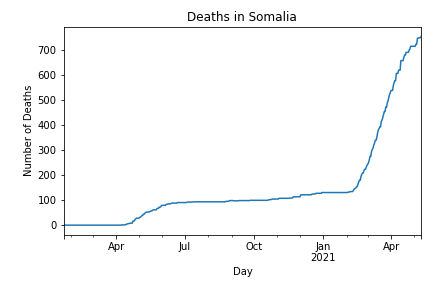 Deaths in Somalia
Number of Deaths
700
600
500
400
300
200
100
0
Apr
Jul
Oct
Jan
2021
Apr
Day